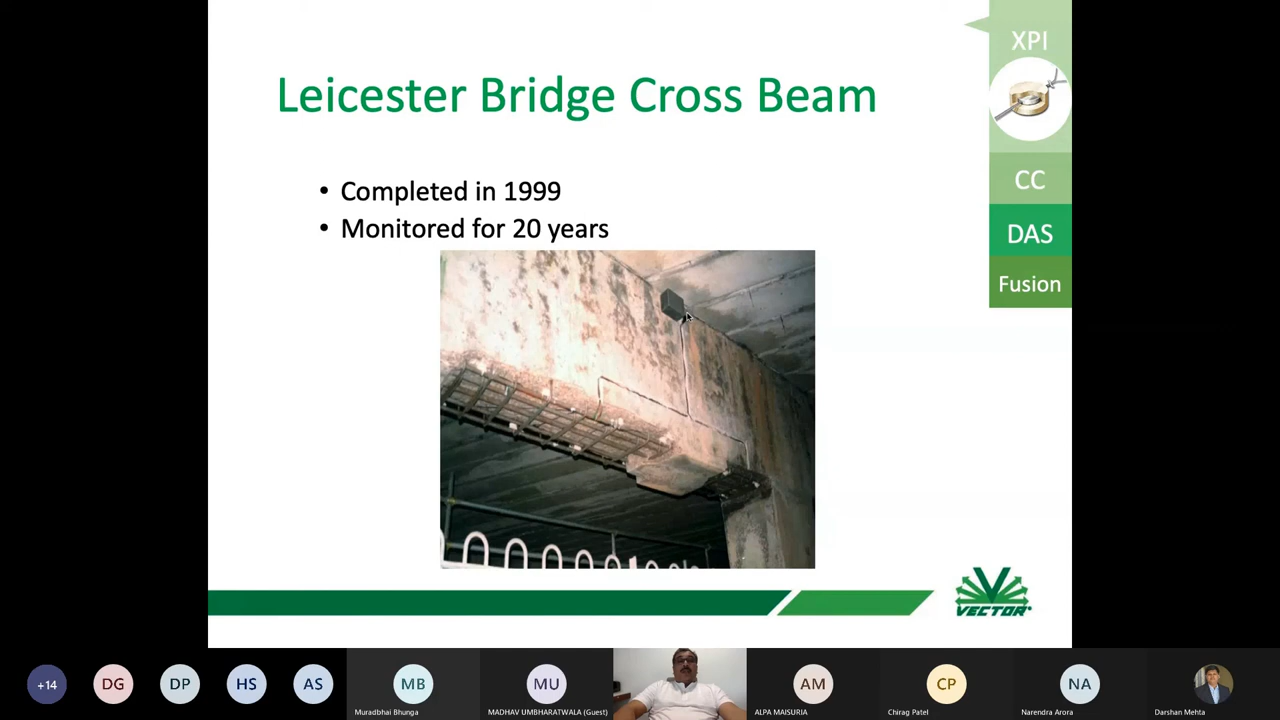 Leicester Bridge Cross Beam
• Completed in 1999
• Monitored for 20 years
XPI
CC
DAS
Fusion
VECTOR®
+14
DG
DP
HS
AS
MB
Muradbhai Bhunga
MU
MADHAV UMBHARATWALA (Guest)
AM
ALPA MAISURIA
CP
Chirag Patel
NA
Narendra Arora
Darshan Mehta